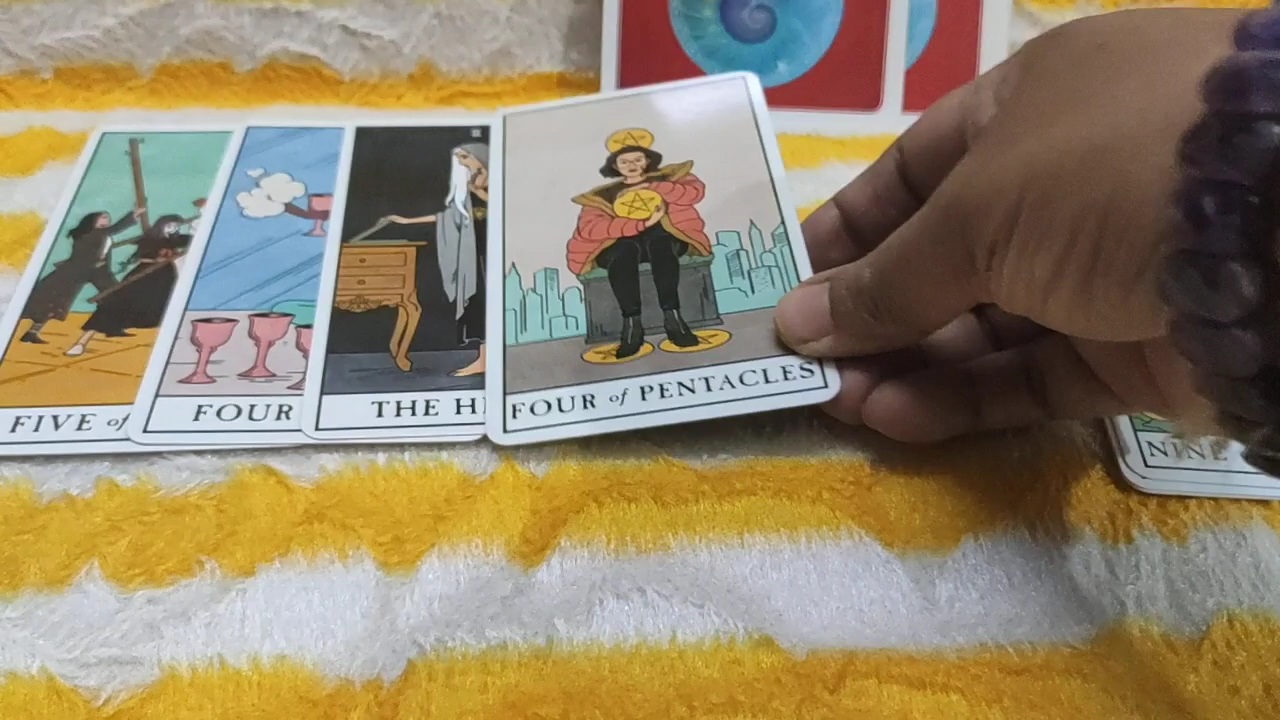 FIVE of
FOUR
THE H
FOUR of PENTACLES
NINE